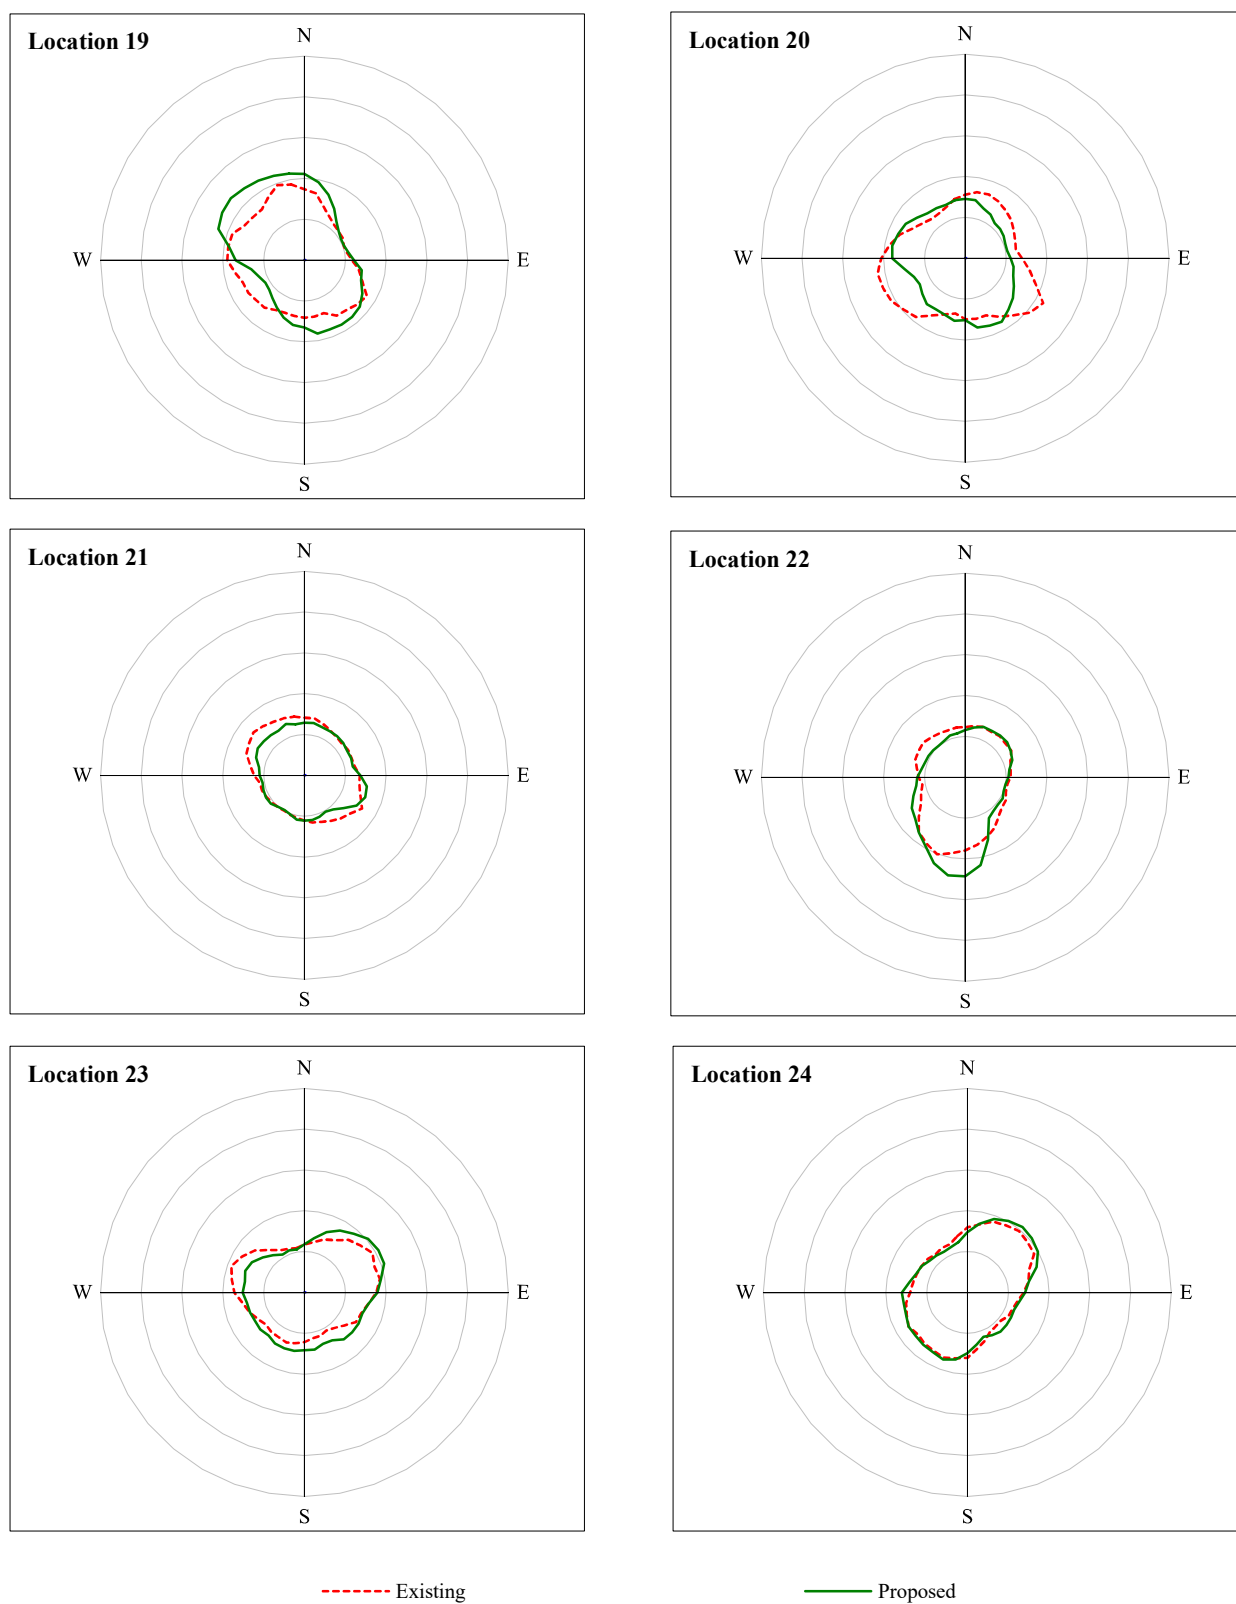 Location 19
N
W
E
S
Location 20
N
W
E
S
Location 21
N
W
E
S
Location 22
N
W
E
S
Location 23
N
W
E
S
Location 24
N
W
E
S
Existing
Proposed